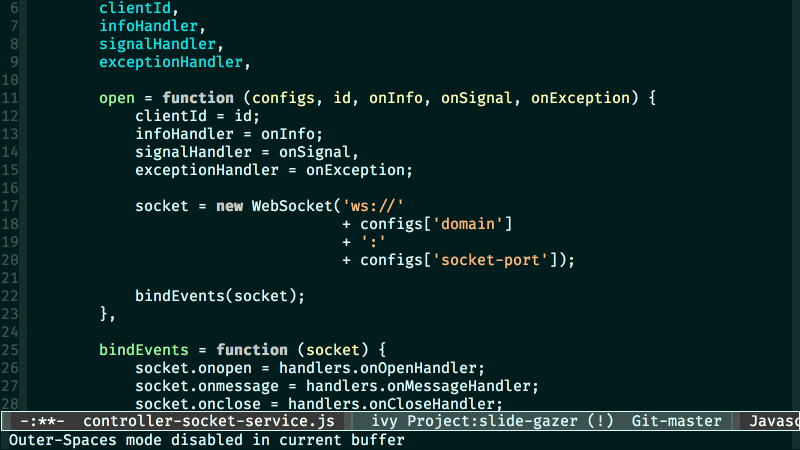 6 clientId,
7 infoHandler,
8 signalHandler,
9 exceptionHandler,
10
11 open = function (configs, id, onInfo, onSignal, onException) {
12 clientId = id;
13 infoHandler = onInfo;
14 signalHandler = onSignal,
15 exceptionHandler = onException;
16
17 socket = new WebSocket('ws://'
18 + configs['domain']
19 + ':'
20 + configs['socket-port']);
21
22 bindEvents(socket);
23 },
24
25 bindEvents = function (socket) {
26 socket.onopen = handlers.onOpenHandler;
27 socket.onmessage = handlers.onMessageHandler;
28 socket.onclose = handlers.onCloseHandler;
-:**- controller-socket-service.js ivy Project:slide-gazer (!) Git-master Javasc
Outer-Spaces mode disabled in current buffer